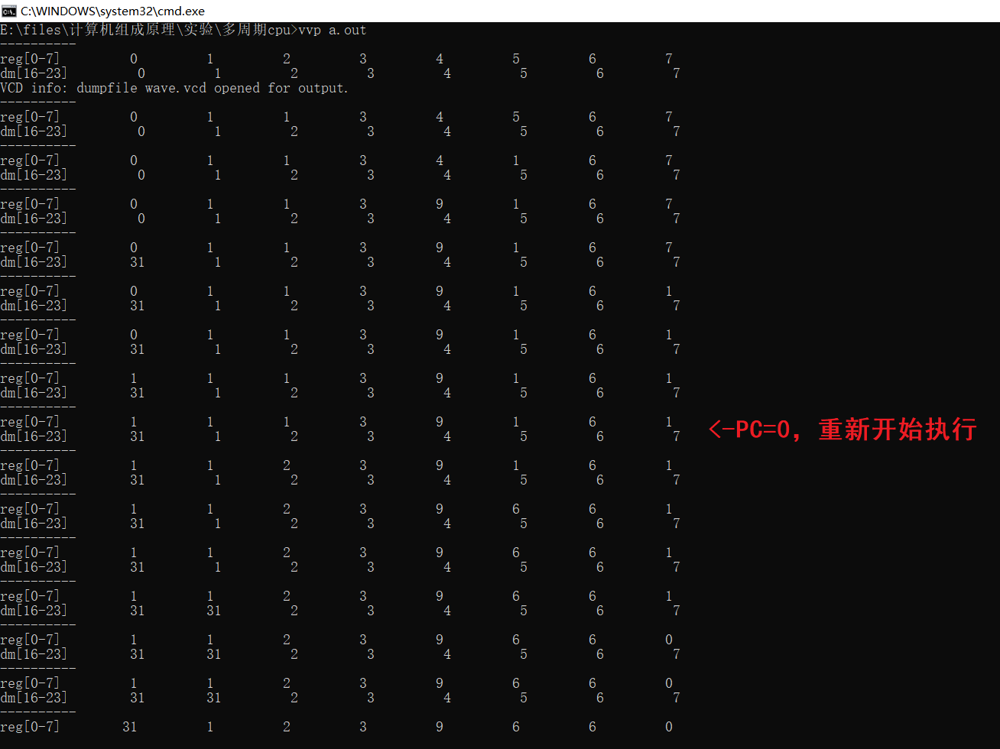 C:\WINDOWS\system32\cmd.exe
E:\files\计算机组成原理\实验\多周期cpu>vvp a.out
----------
reg[0-7] 0 1 2 3 4 5 6 7
dm[16-23] 0 1 2 3 4 5 6 7
VCD info: dumpfile wave.vcd opened for output.
----------
reg[0-7] 0 1 1 3 4 5 6 7
dm[16-23] 0 1 2 3 4 5 6 7
----------
reg[0-7] 0 1 1 3 4 1 6 7
dm[16-23] 0 1 2 3 4 5 6 7
----------
reg[0-7] 0 1 1 3 9 1 6 7
dm[16-23] 0 1 2 3 4 5 6 7
----------
reg[0-7] 0 1 1 3 9 1 6 7
dm[16-23] 31 1 2 3 4 5 6 7
----------
reg[0-7] 0 1 1 3 9 1 6 1
dm[16-23] 31 1 2 3 4 5 6 7
----------
reg[0-7] 0 1 1 3 9 1 6 1
dm[16-23] 31 1 2 3 4 5 6 7
----------
reg[0-7] 1 1 1 3 9 1 6 1
dm[16-23] 31 1 2 3 4 5 6 7
----------
reg[0-7] 1 1 1 3 9 1 6 1
dm[16-23] 31 1 2 3 4 5 6 7
<-PC=0，重新开始执行
----------
reg[0-7] 1 1 2 3 9 1 6 1
dm[16-23] 31 1 2 3 4 5 6 7
----------
reg[0-7] 1 1 2 3 9 6 6 1
dm[16-23] 31 1 2 3 4 5 6 7
----------
reg[0-7] 1 1 2 3 9 6 6 1
dm[16-23] 31 1 2 3 4 5 6 7
----------
reg[0-7] 1 1 2 3 9 6 6 1
dm[16-23] 31 31 2 3 4 5 6 7
----------
reg[0-7] 1 1 2 3 9 6 6 0
dm[16-23] 31 31 2 3 4 5 6 7
----------
reg[0-7] 1 1 2 3 9 6 6 0
dm[16-23] 31 31 2 3 4 5 6 7
----------
reg[0-7] 31 1 2 3 9 6 6 0